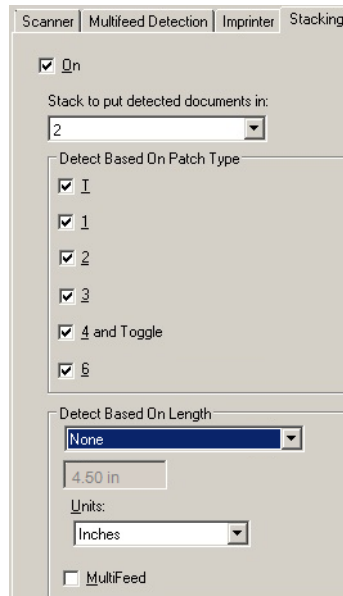 Scanner Multifeed Detection Imprinter Stacking
On
Stack to put detected documents in:
2
Detect Based On Patch Type
T
1
2
3
4 and Toggle
6
Detect Based On Length
None
4.50 in
Units:
Inches
MultiFeed